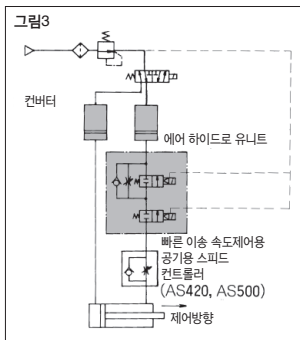 그림3
컨버터
에어 하이드로 유니트
빠른 이송 속도제어용
공기용 스피드
컨트롤러
(AS420, AS500)
제어방향